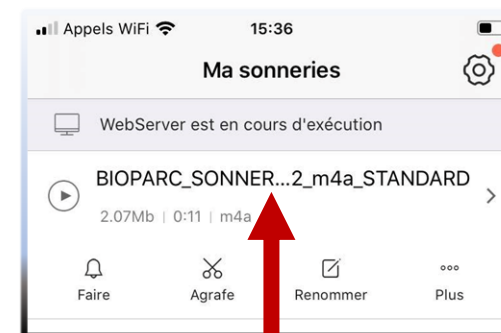 Appels WiFi 15:36
Ma sonneries
WebServer est en cours d'exécution
BIOPARC_SONNER...2_m4a_STANDARD
2.07Mb | 0:11 | m4a
Faire Agrafe Renommer Plus